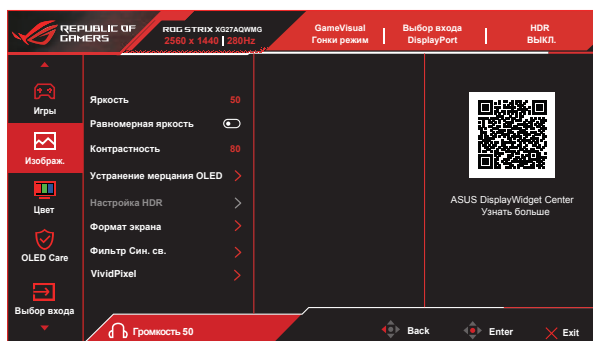 REPUBLIC OF
GAMERS
ROG STRIX XG27AQWMG
2560 x 1440 280Hz
GameVisual
Гонки режим
Выбор входа
DisplayPort
HDR
ВЫКЛ.
Игры
Изображ.
Цвет
OLED Care
Выбор входа
Яркость 50
Равномерная яркость
Контрастность 80
Устранение мерцания OLED
Настройка HDR
Формат экрана
Фильтр Син. св.
VividPixel
ASUS DisplayWidget Center
Узнать больше
Громкость 50
Back
Enter
Exit